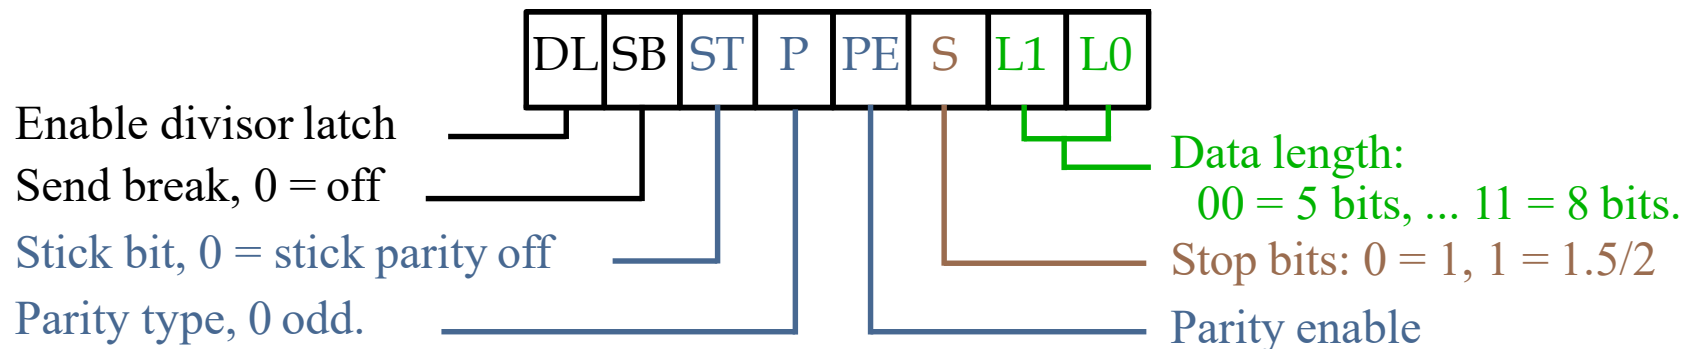 DL SB ST P PE S L1 L0
Enable divisor latch
Send break, 0 = off
Stick bit, 0 = stick parity off
Parity type, 0 odd.
Data length:
00 = 5 bits, ... 11 = 8 bits.
Stop bits: 0 = 1, 1 = 1.5/2
Parity enable